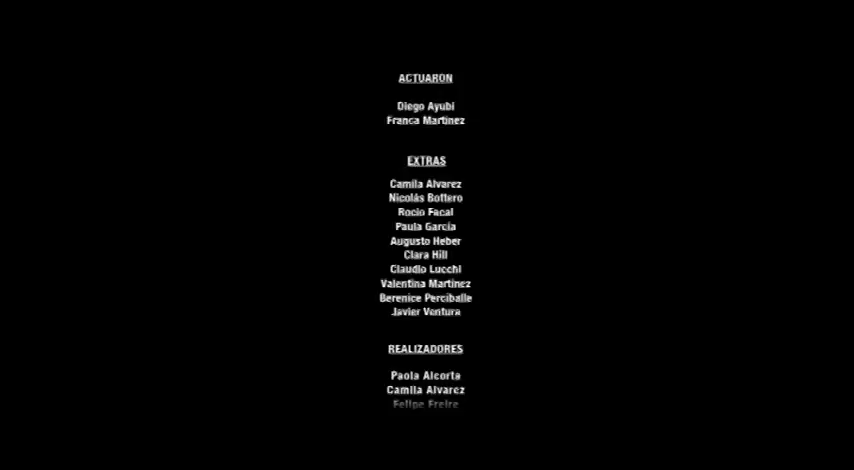 ACTUARON
Diego Ayubi
Franca Martinez
EXTRAS
Camila Alvarez
Nicolás Bottero
Rocio Facal
Paula García
Augusto Heber
Clara Hill
Claudio Lucchi
Valentina Martinez
Berenice Perciballe
Javier Ventura
REALIZADORES
Paola Alcorta
Camila Alvarez
Felipe Freire